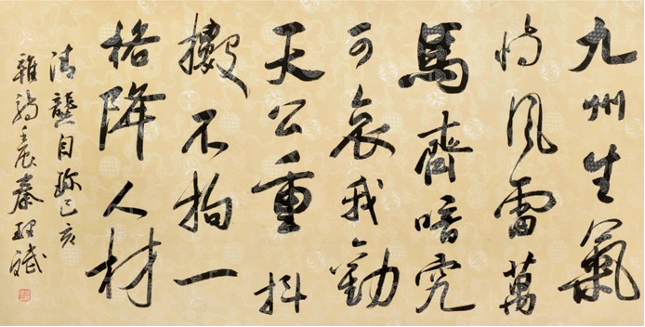 九州生氣
恃風雷萬
馬齊喑究
可哀我勸
天公重抖
擻不拘一
格降人材
清龔自珍己亥
雜詩壬辰秦理斌